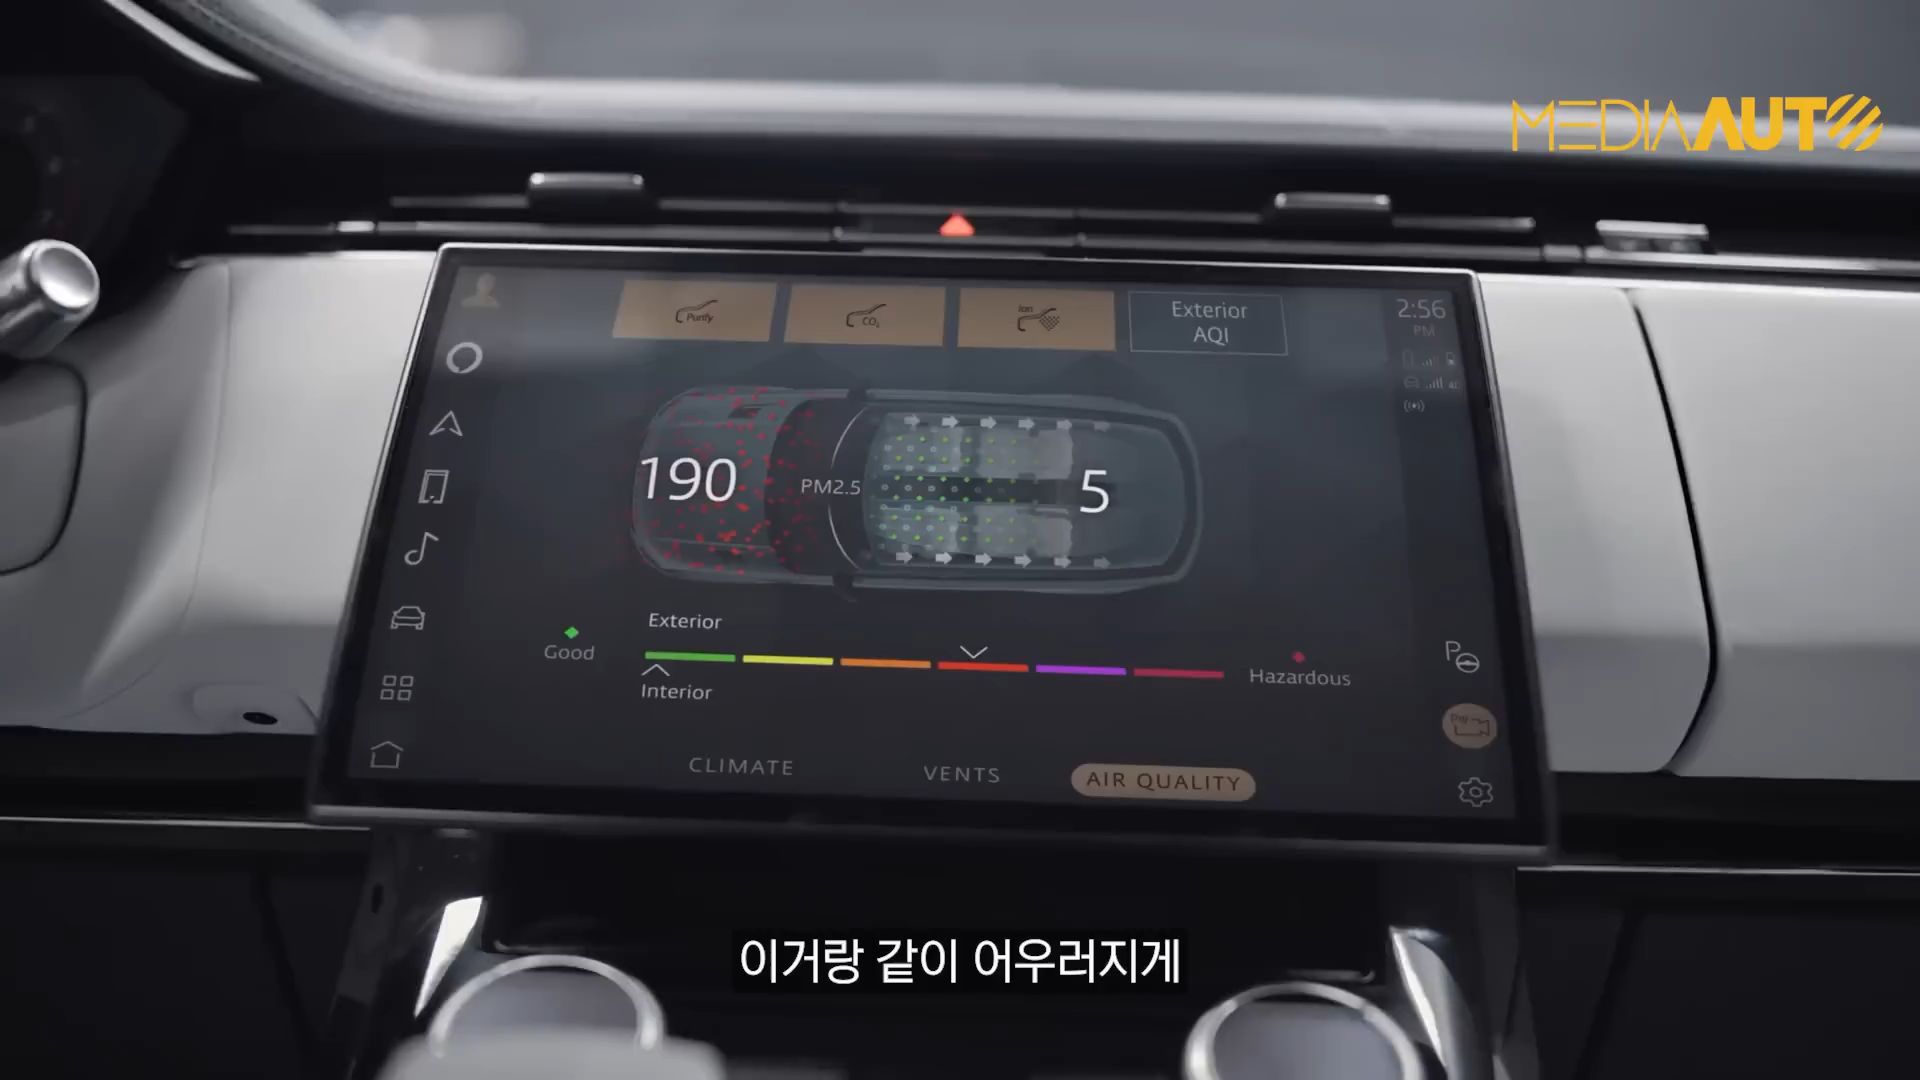 MEDIAAUTO
Purify
CO₂
Ion
Exterior
AQI
2:56
PM
190
PM2.5
5
Exterior
Good
Hazardous
Interior
CLIMATE
VENTS
AIR QUALITY
이거랑 같이 어우러지게